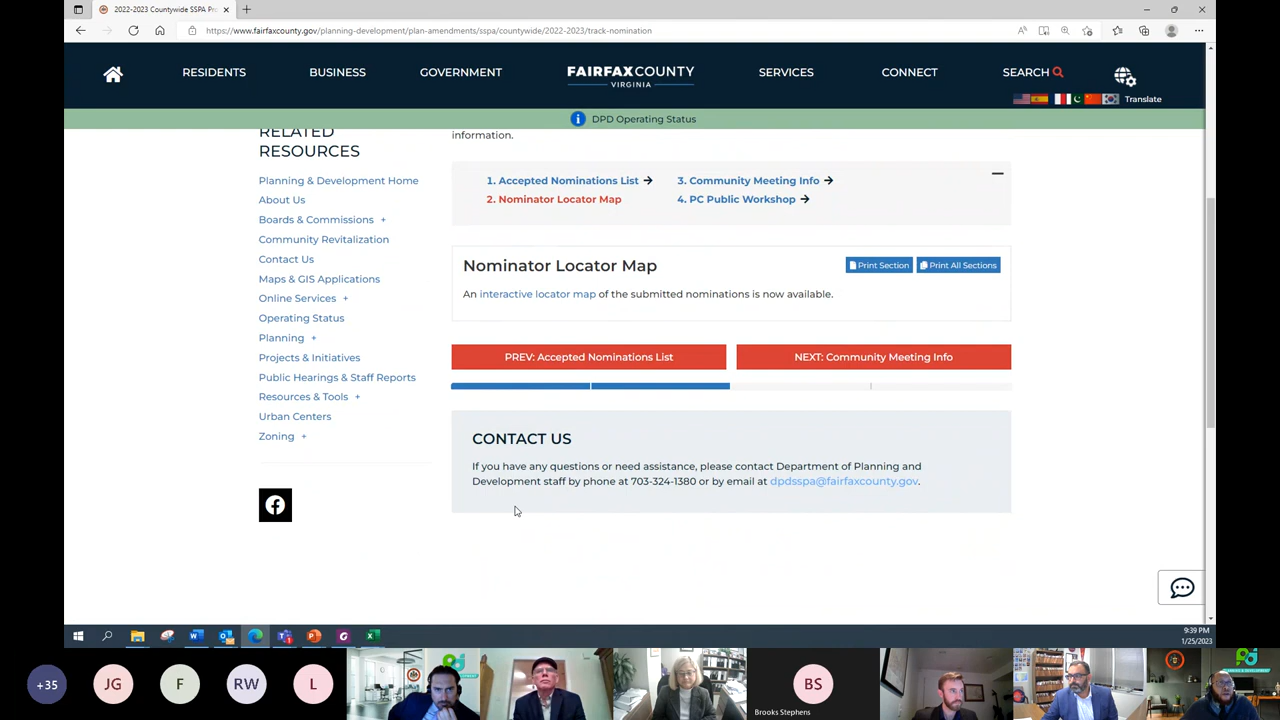 2022-2023 Countywide SSPA Pr
https://www.fairfaxcounty.gov/planning-development/plan-amendments/sspa/countywide/2022-2023/track-nomination
RESIDENTS
BUSINESS
GOVERNMENT
FAIRFAX COUNTY
VIRGINIA
SERVICES
CONNECT
SEARCH
Translate
DPD Operating Status
RELATED
RESOURCES
Planning & Development Home
About Us
Boards & Commissions +
Community Revitalization
Contact Us
Maps & GIS Applications
Online Services +
Operating Status
Planning +
Projects & Initiatives
Public Hearings & Staff Reports
Resources & Tools +
Urban Centers
Zoning +
information.
1. Accepted Nominations List →
2. Nominator Locator Map
3. Community Meeting Info →
4. PC Public Workshop →
Nominator Locator Map
Print Section
Print All Sections
An interactive locator map of the submitted nominations is now available.
PREV: Accepted Nominations List
NEXT: Community Meeting Info
CONTACT US
If you have any questions or need assistance, please contact Department of Planning and
Development staff by phone at 703-324-1380 or by email at dpdsspa@fairfaxcounty.gov.
9:39 PM
1/25/2023
+35
JG
F
RW
L
BS
Brooks Stephens